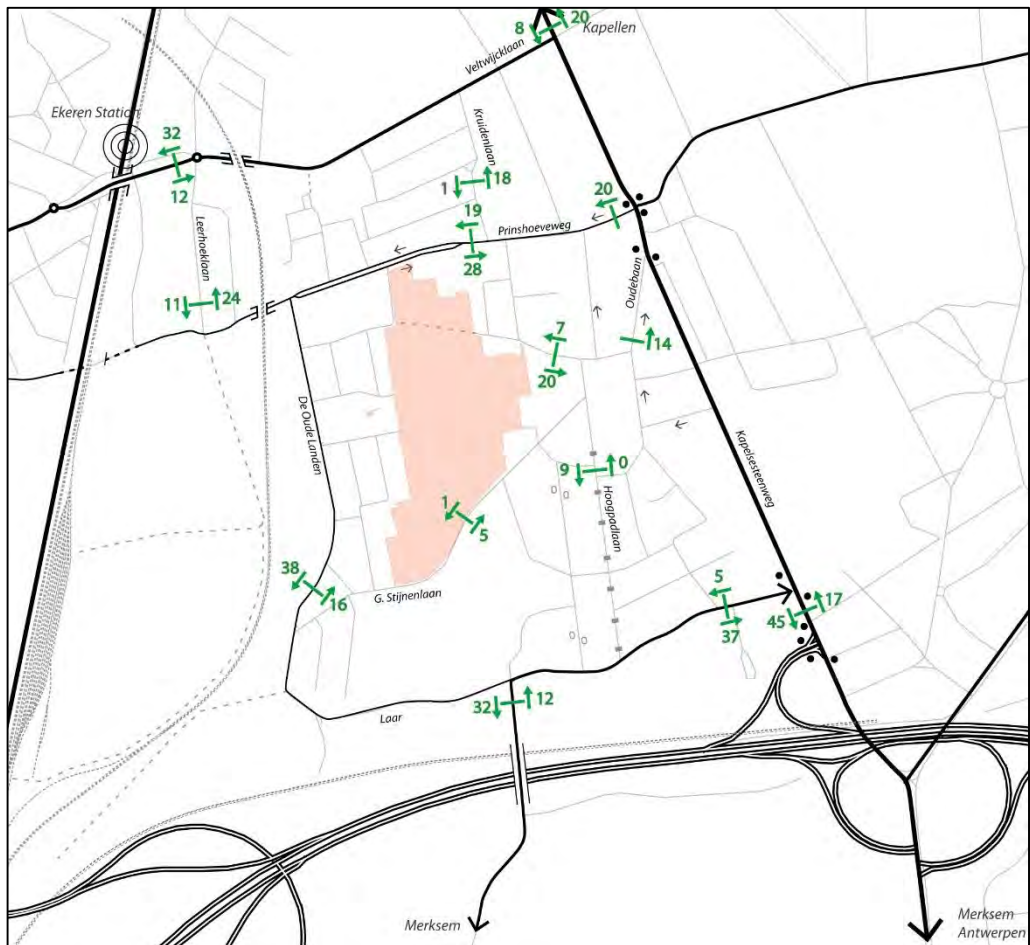 8
20
Kapellen
Veltwijcklaan
Ekeren Station
Kruidenlaan
32
12
1
18
20
19
Prinshoeveweg
28
Leerhoeklaan
Oudebaan
11
24
7
14
20
De Oude Landen
Kapelsesteenweg
9
0
Hoogpadlaan
1
5
38
16
G. Stijnenlaan
5
37
45
17
32
12
Laar
Merksem
Merksem
Antwerpen